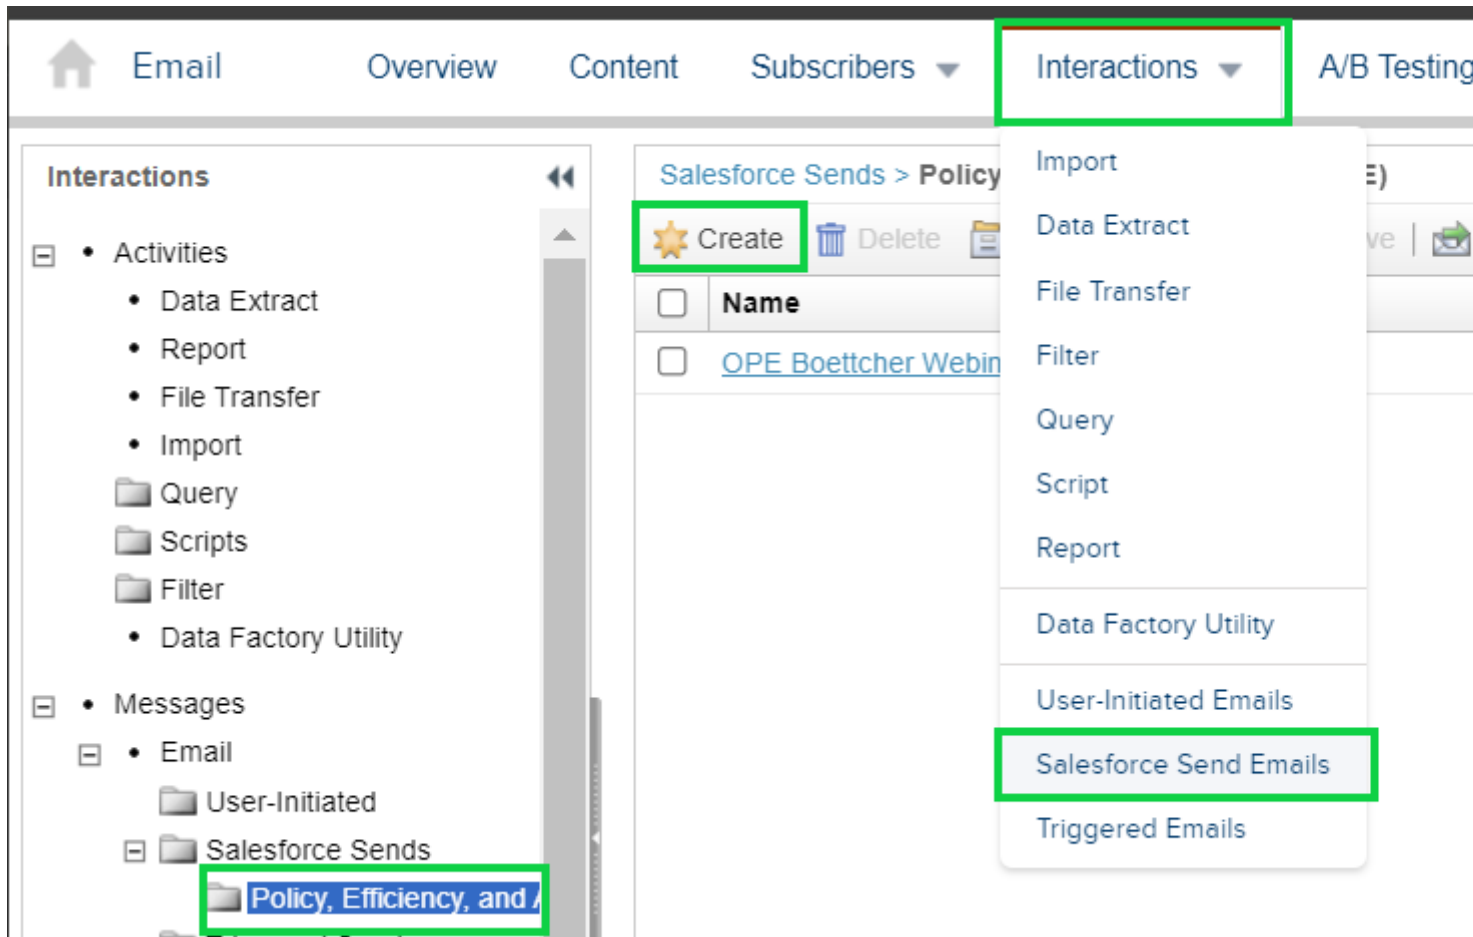 Email
Overview
Content
Subscribers
Interactions
A/B Testing
Interactions
Activities
Data Extract
Report
File Transfer
Import
Query
Scripts
Filter
Data Factory Utility
Messages
Email
User-Initiated
Salesforce Sends
Policy, Efficiency, and
Salesforce Sends > Policy
E)
Create
Delete
ve
Name
OPE Boettcher Webin
Import
Data Extract
File Transfer
Filter
Query
Script
Report
Data Factory Utility
User-Initiated Emails
Salesforce Send Emails
Triggered Emails